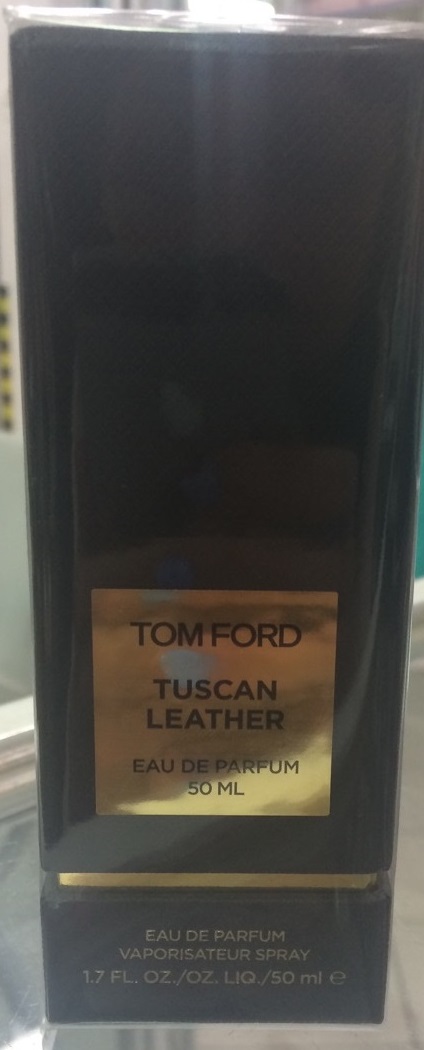 TOM FORD
TUSCAN
LEATHER
EAU DE PARFUM
50 ML
EAU DE PARFUM
VAPORISATEUR SPRAY
1.7 FL. OZ./OZ. LIQ./50 ml ℮